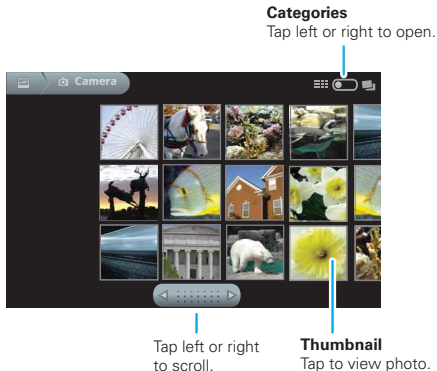 Categories
Tap left or right to open.
Camera
Tap left or right
to scroll.
Thumbnail
Tap to view photo.